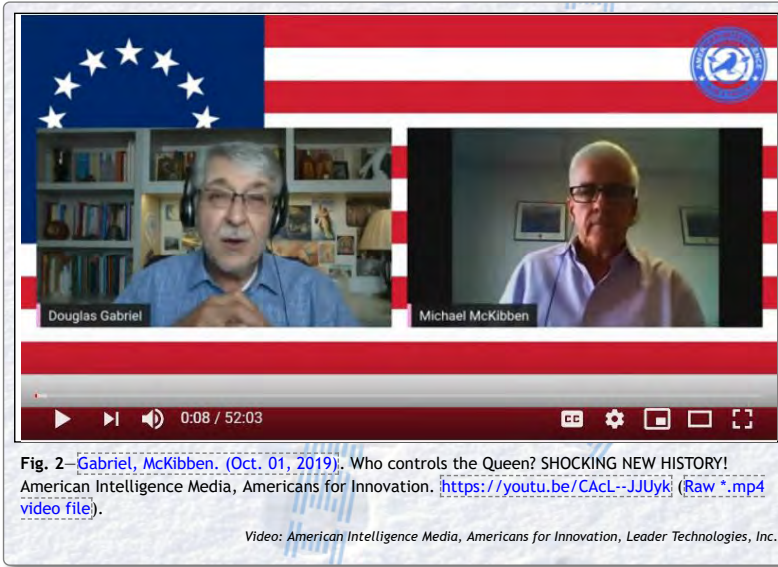 Douglas Gabriel
Michael McKibben
0:08 / 52:03
CC
Fig. 2—Gabriel, McKibben. (Oct. 01, 2019). Who controls the Queen? SHOCKING NEW HISTORY!
American Intelligence Media, Americans for Innovation. https://youtu.be/CAcL--JJUyk (Raw *.mp4
video file).
Video: American Intelligence Media, Americans for Innovation, Leader Technologies, Inc.